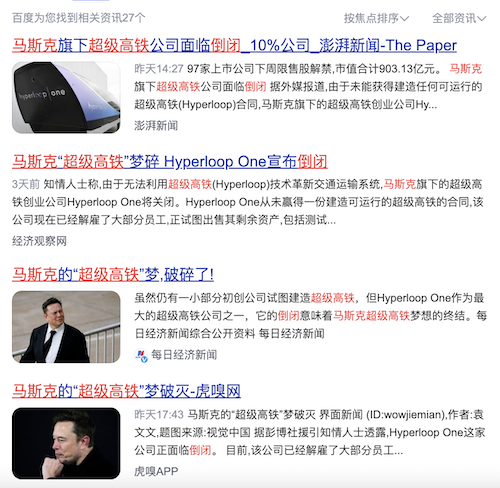 百度为您找到相关资讯27个
按焦点排序
全部资讯
马斯克旗下超级高铁公司面临倒闭_10%公司_澎湃新闻-The Paper
hyperloop one
昨天14:27 97家上市公司下周限售股解禁,市值合计903.13亿元。 马斯克
旗下超级高铁公司面临倒闭 据外媒报道,由于未能获得建造任何可运行的
超级高铁(Hyperloop)合同,马斯克旗下的超级高铁创业公司Hy...
澎湃新闻
马斯克“超级高铁”梦碎 Hyperloop One宣布倒闭
3天前 知情人士称,由于无法利用超级高铁(Hyperloop)技术革新交通运输系统,马斯克旗下的超级高
铁创业公司Hyperloop One将关闭。Hyperloop One从未赢得一份建造可运行的超级高铁的合同,该
公司现在已经解雇了大部分员工,正试图出售其剩余资产,包括测试...
经济观察网
马斯克的“超级高铁”梦,破碎了!
虽然仍有一小部分初创公司试图建造超级高铁，但Hyperloop One作为最
大的超级高铁公司之一，它的倒闭意味着马斯克超级高铁梦想的终结。每
日经济新闻综合公开资料 每日经济新闻
每日经济新闻
马斯克的“超级高铁”梦破灭-虎嗅网
昨天17:43 马斯克的“超级高铁”梦破灭 界面新闻 (ID:wowjiemian),作者:袁
文文,题图来源:视觉中国 据彭博社援引知情人士透露,Hyperloop One这家
公司正面临倒闭。 目前,该公司已经解雇了大部分员工...
虎嗅APP